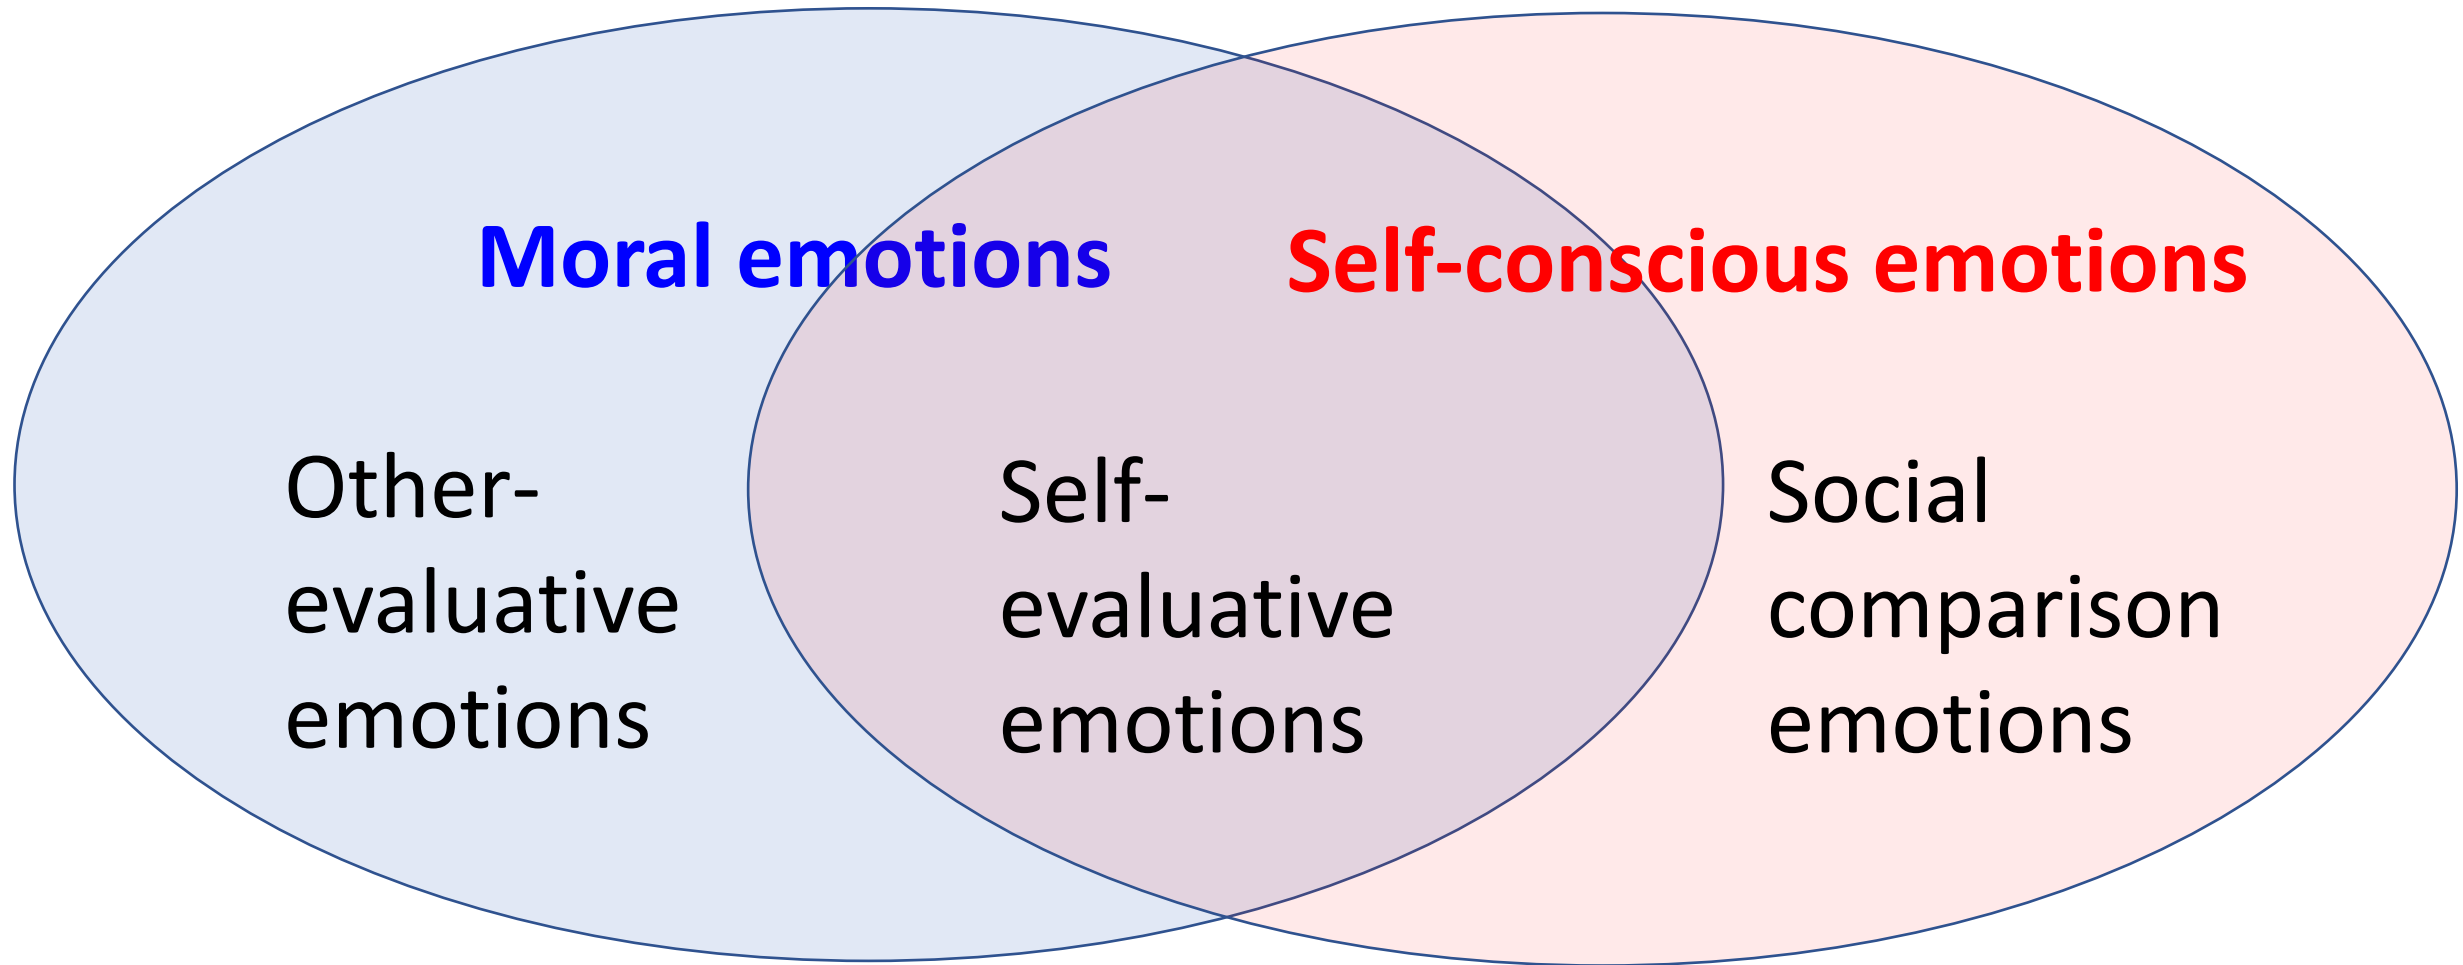 Moral emotions
Self-conscious emotions
Other-
evaluative
emotions
Self-
evaluative
emotions
Social
comparison
emotions